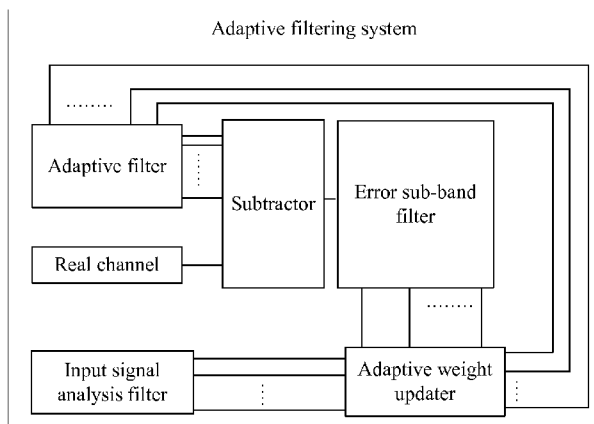 Adaptive filtering system
Adaptive filter
Subtractor
Error sub-band
filter
Real channel
Input signal
analysis filter
Adaptive weight
updater